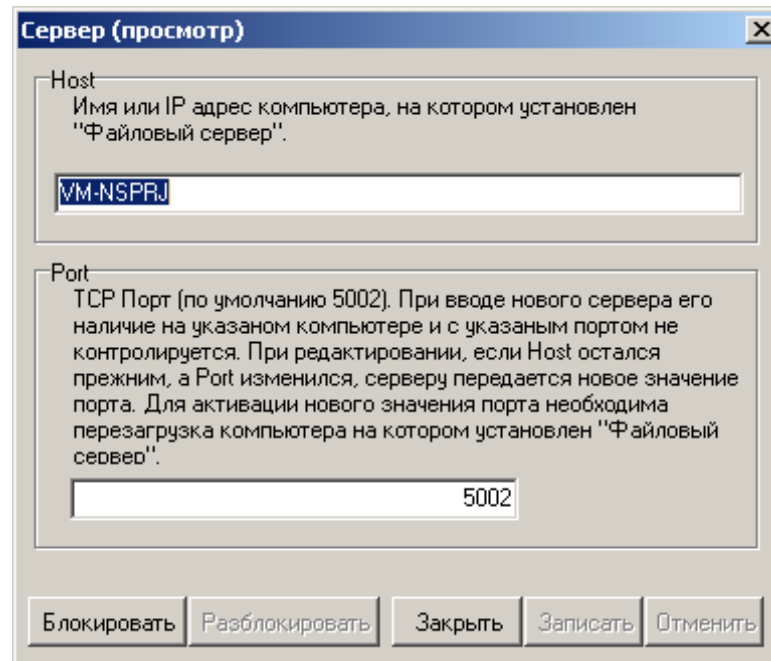 Сервер (просмотр)
Host
Имя или IP адрес компьютера, на котором установлен
"Файловый сервер".
VM-NSPRJ
Port
TCP Порт (по умолчанию 5002). При вводе нового сервера его
наличие на указаном компьютере и с указаным портом не
контролируется. При редактировании, если Host остался
прежним, а Port изменился, серверу передается новое значение
порта. Для активации нового значения порта необходима
перезагрузка компьютера на котором установлен "Файловый
сервер".
5002
Блокировать Разблокировать Закрыть Записать Отменить